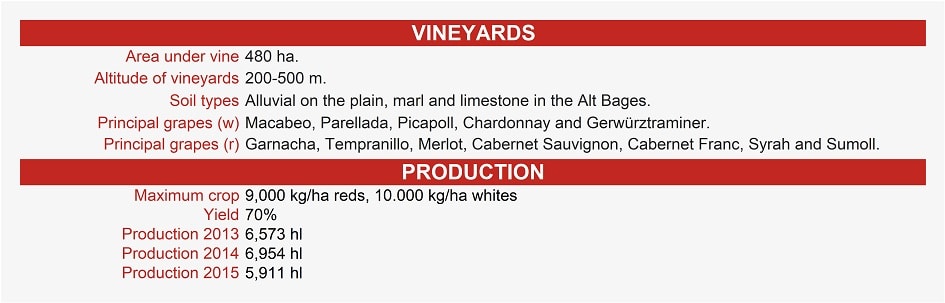 VINEYARDS
Area under vine 480 ha.
Altitude of vineyards 200-500 m.
Soil types Alluvial on the plain, marl and limestone in the Alt Bages.
Principal grapes (w) Macabeo, Parellada, Picapoll, Chardonnay and Gerwürztraminer.
Principal grapes (r) Garnacha, Tempranillo, Merlot, Cabernet Sauvignon, Cabernet Franc, Syrah and Sumoll.
PRODUCTION
Maximum crop 9,000 kg/ha reds, 10.000 kg/ha whites
Yield 70%
Production 2013 6,573 hl
Production 2014 6,954 hl
Production 2015 5,911 hl